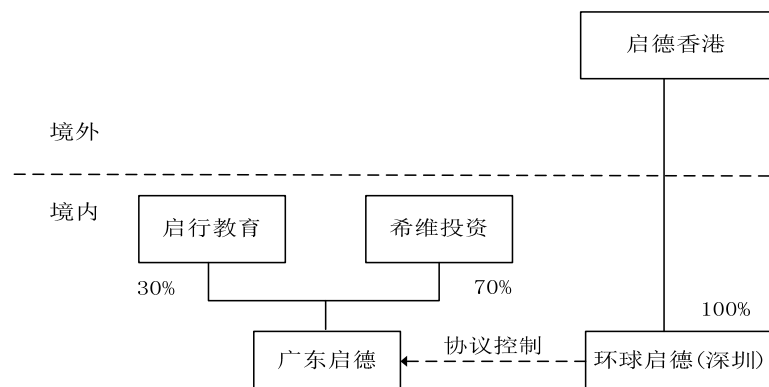 启德香港
境外
境内
启行教育
希维投资
30%
70%
100%
广东启德
协议控制
环球启德(深圳)